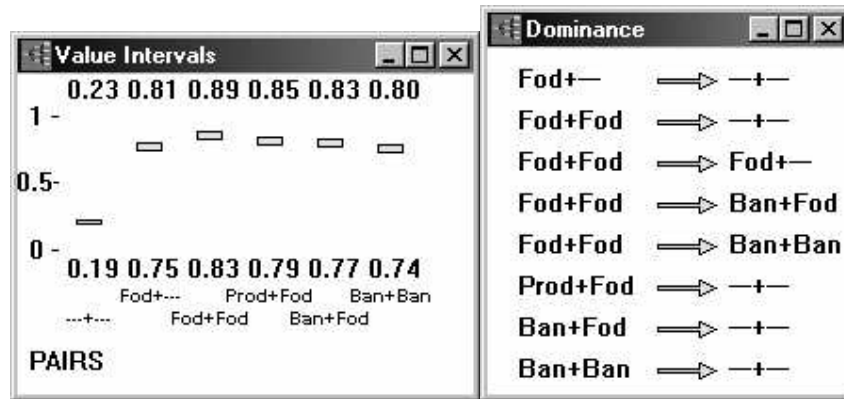 Value Intervals
0.23 0.81 0.89 0.85 0.83 0.80
1 -
0.5-
0 -
0.19 0.75 0.83 0.79 0.77 0.74
Fod+--- Prod+Fod Ban+Ban
---+--- Fod+Fod Ban+Fod
PAIRS
Dominance
Fod+— —+—
Fod+Fod —+—
Fod+Fod Fod+—
Fod+Fod Ban+Fod
Fod+Fod Ban+Ban
Prod+Fod —+—
Ban+Fod —+—
Ban+Ban —+—